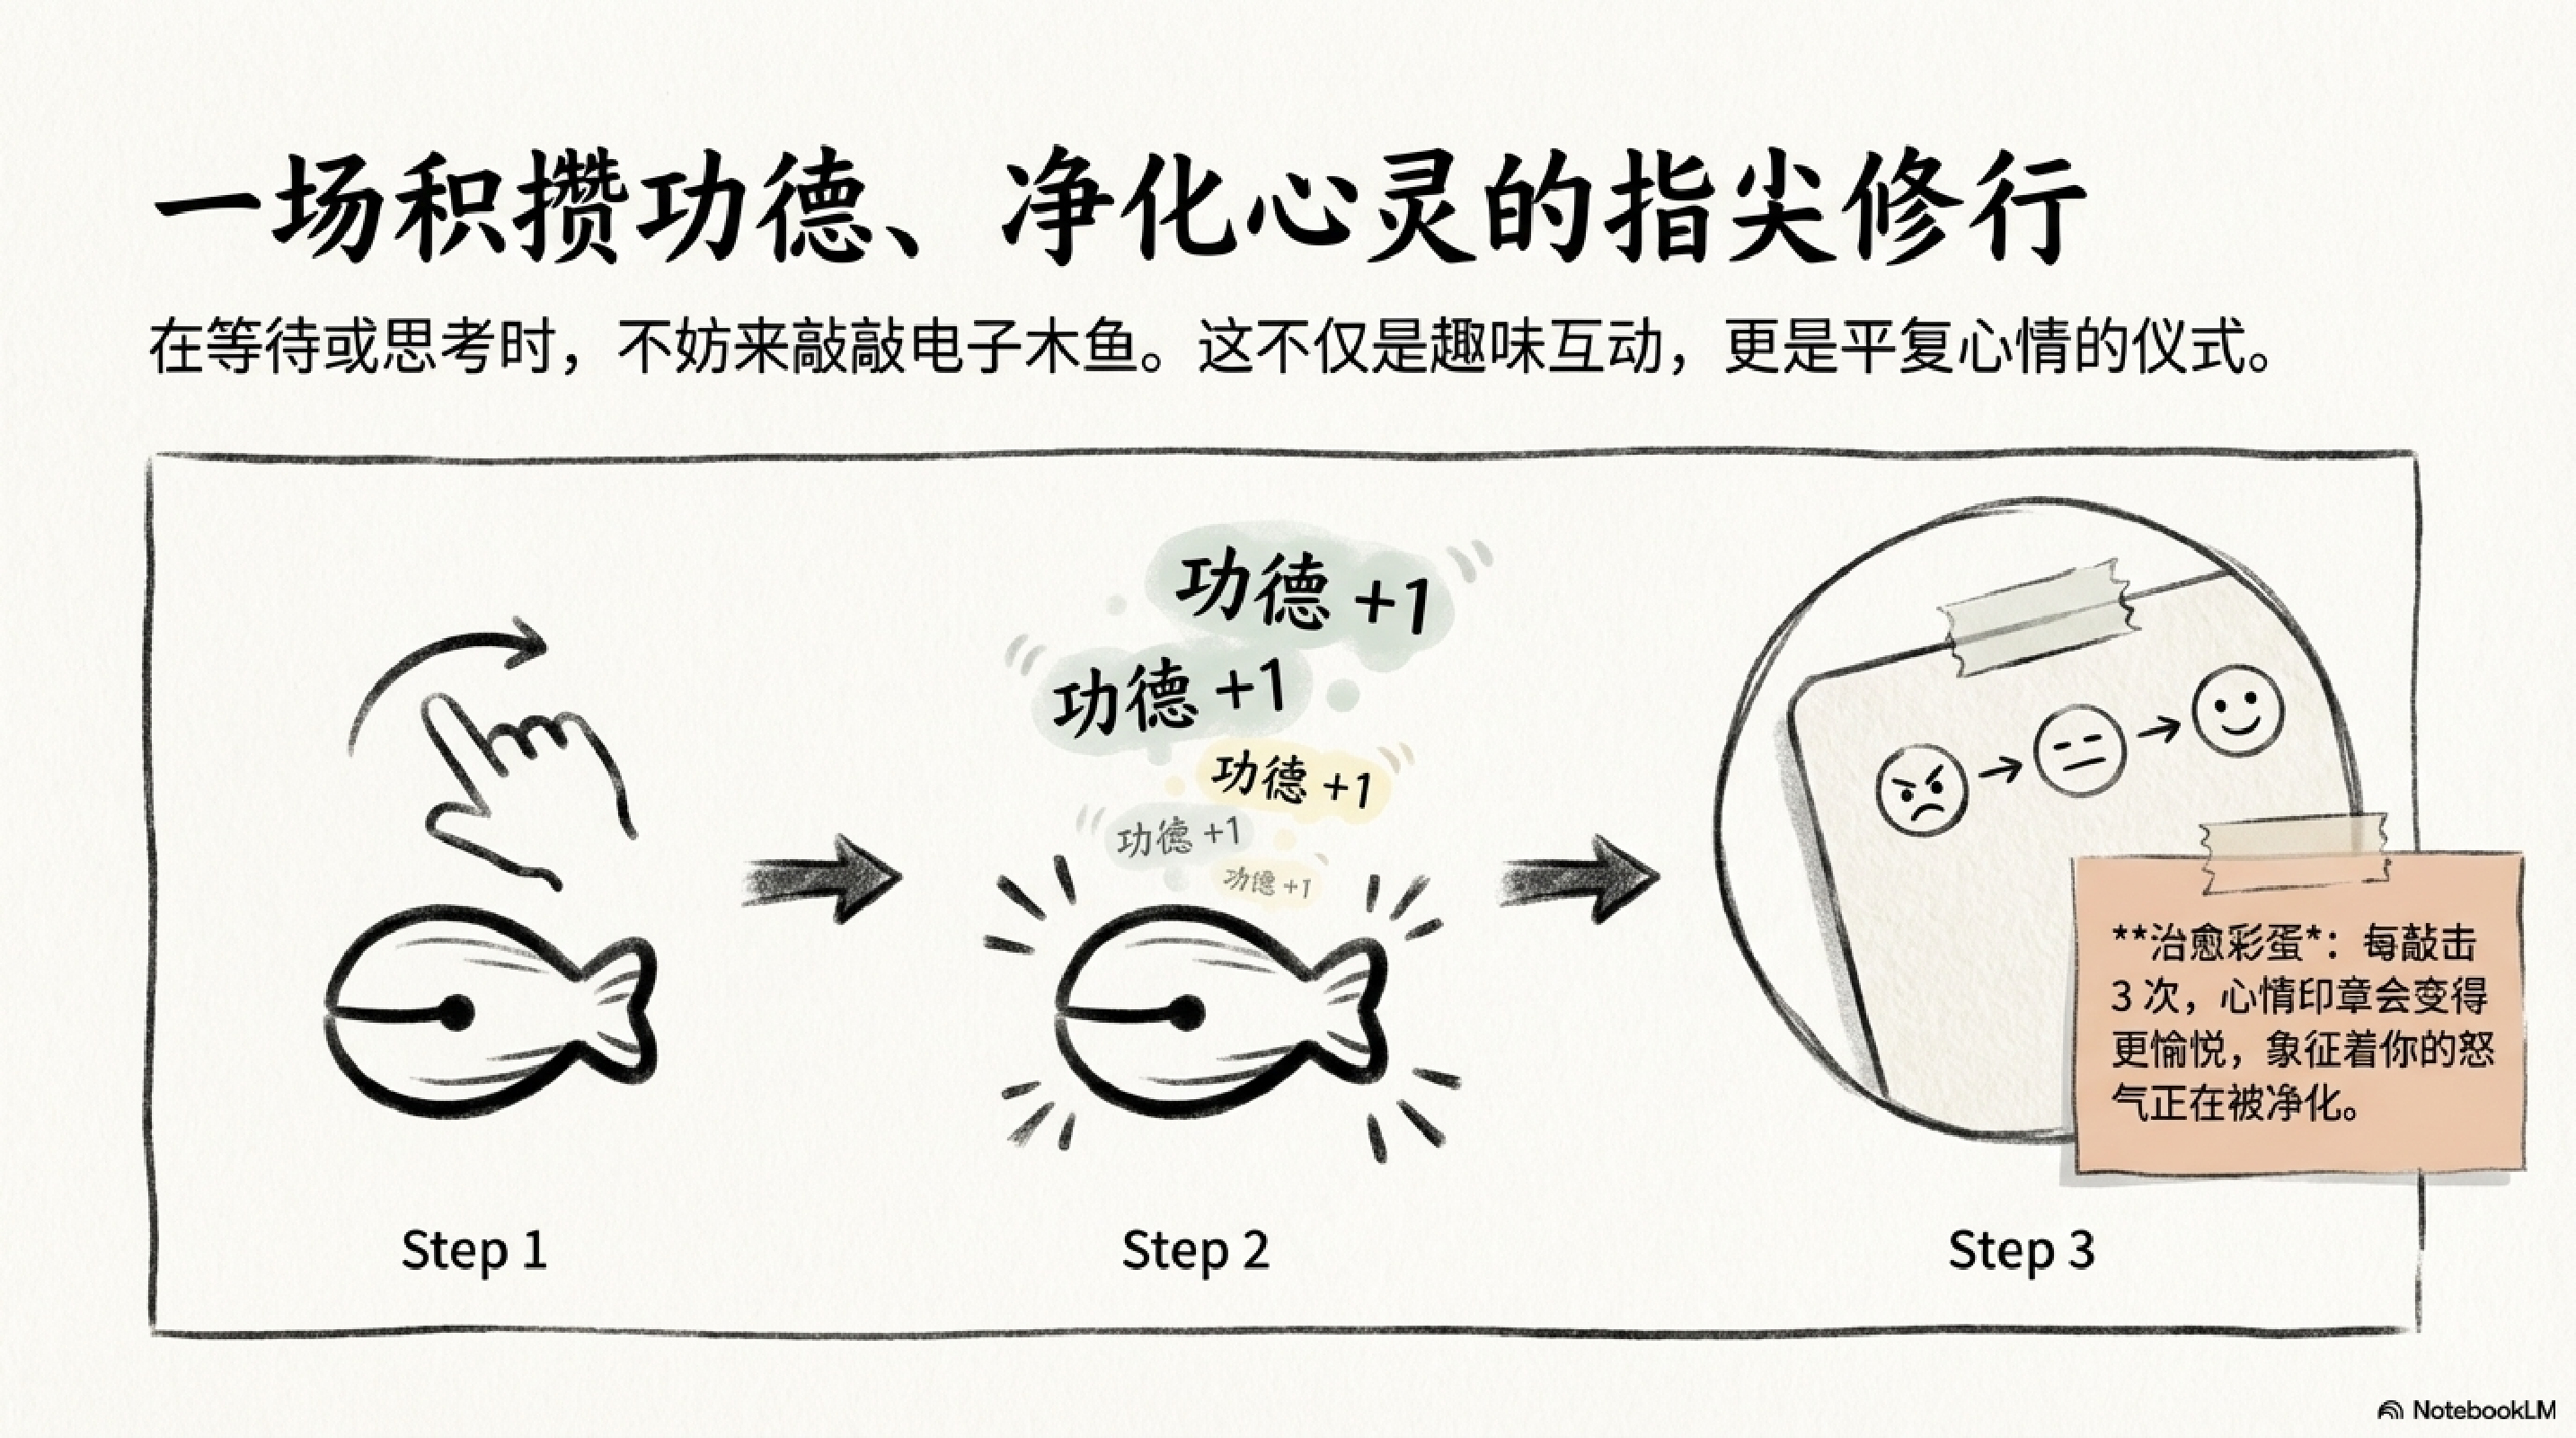 一场积攒功德、净化心灵的指尖修行
在等待或思考时，不妨来敲敲电子木鱼。这不仅是趣味互动，更是平复心情的仪式。
功德 +1
功德 +1
功德 +1
功德 +1
功德 +1
**治愈彩蛋*：每敲击
3 次，心情印章会变得
更愉悦，象征着你的怒
气正在被净化。
Step 1
Step 2
Step 3
NotebookLM